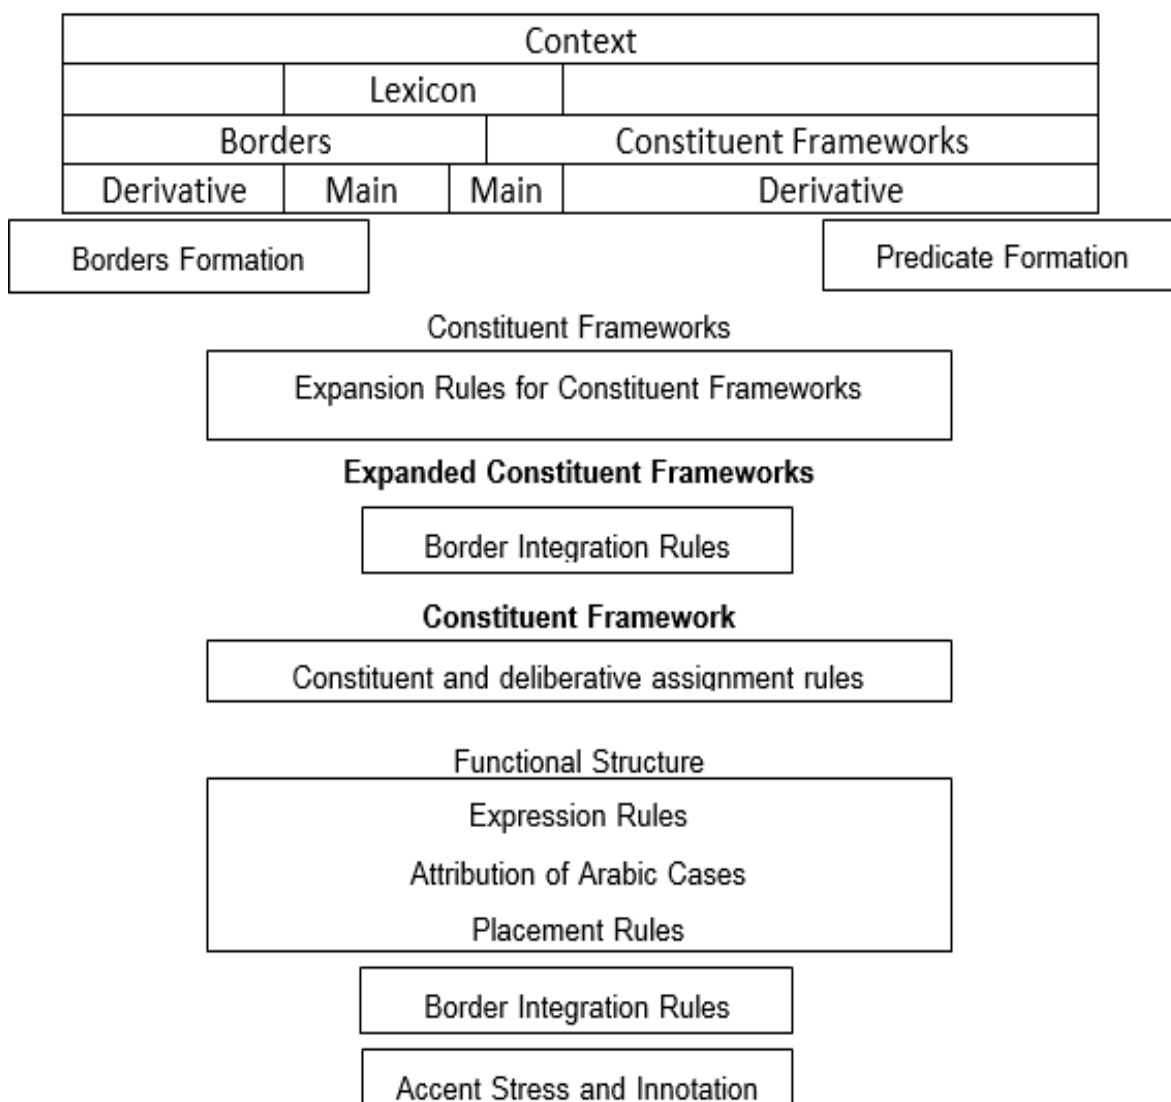 Context
Lexicon
Borders Constituent Frameworks
Derivative Main Main Derivative
Borders Formation Predicate Formation
Constituent Frameworks
Expansion Rules for Constituent Frameworks
Expanded Constituent Frameworks
Border Integration Rules
Constituent Framework
Constituent and deliberative assignment rules
Functional Structure
Expression Rules
Attribution of Arabic Cases
Placement Rules
Border Integration Rules
Accent Stress and Innotation